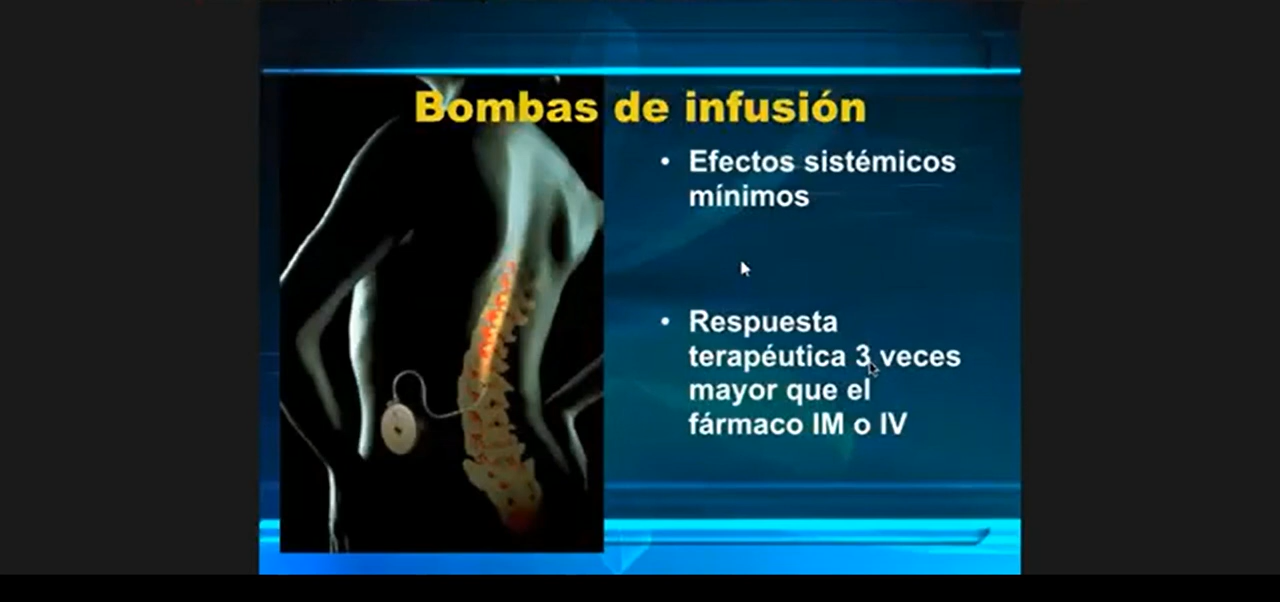 Bombas de infusión
• Efectos sistémicos
mínimos
• Respuesta
terapéutica 3 veces
mayor que el
fármaco IM o IV